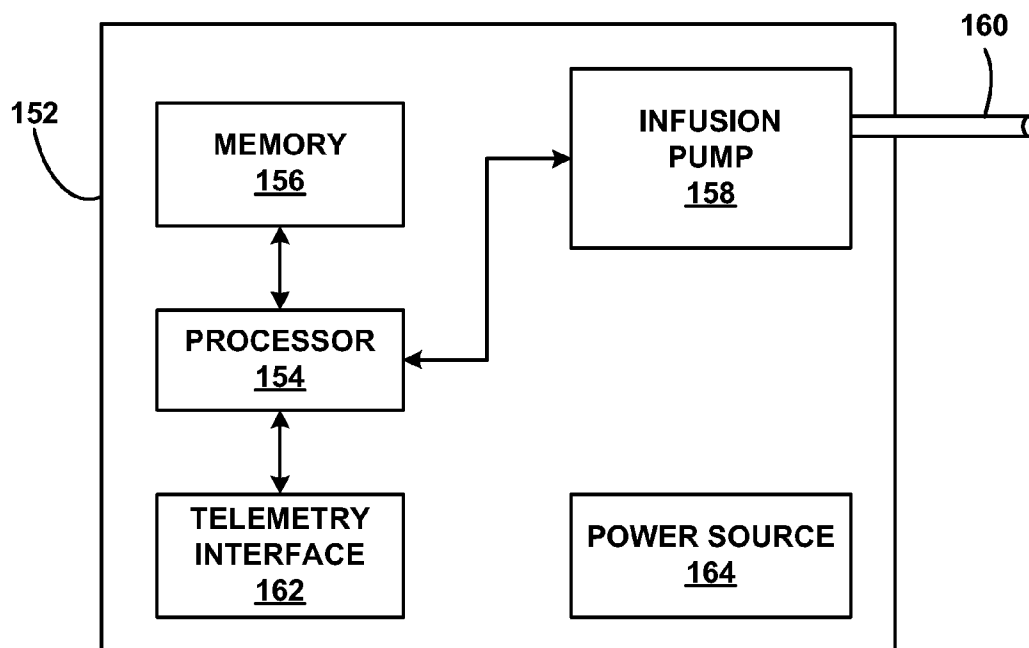 160
152
MEMORY
156
INFUSION
PUMP
158
PROCESSOR
154
TELEMETRY
INTERFACE
162
POWER SOURCE
164